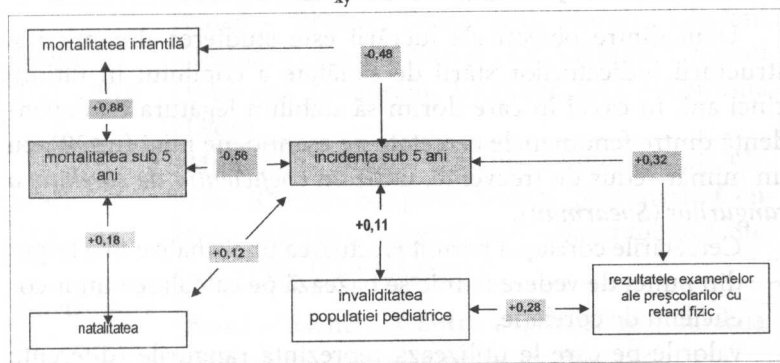 xy
mortalitatea infantilă
-0,48
+0,88
mortalitatea sub 5
ani
-0,56
incidența sub 5 ani
+0,32
+0,18
+0,12
+0,11
natalitatea
invaliditatea
populației pediatrice
+0,28
rezultatele examenelor
ale preșcolarilor cu
retard fizic